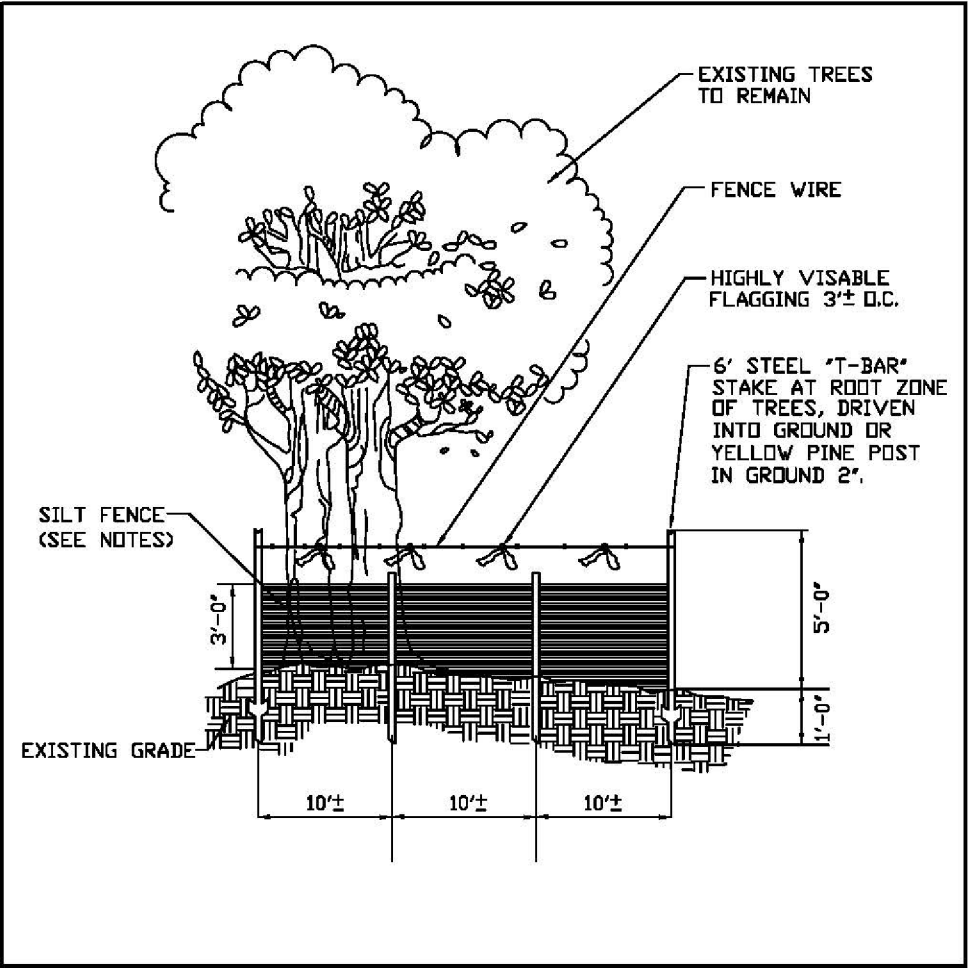 EXISTING TREES
TO REMAIN
FENCE WIRE
HIGHLY VISABLE
FLAGGING 3'± O.C.
6' STEEL "T-BAR"
STAKE AT ROOT ZONE
OF TREES, DRIVEN
INTO GROUND OR
YELLOW PINE POST
IN GROUND 2".
SILT FENCE
(SEE NOTES)
3'-0"
5'-0"
1'-0"
EXISTING GRADE
10'±
10'±
10'±